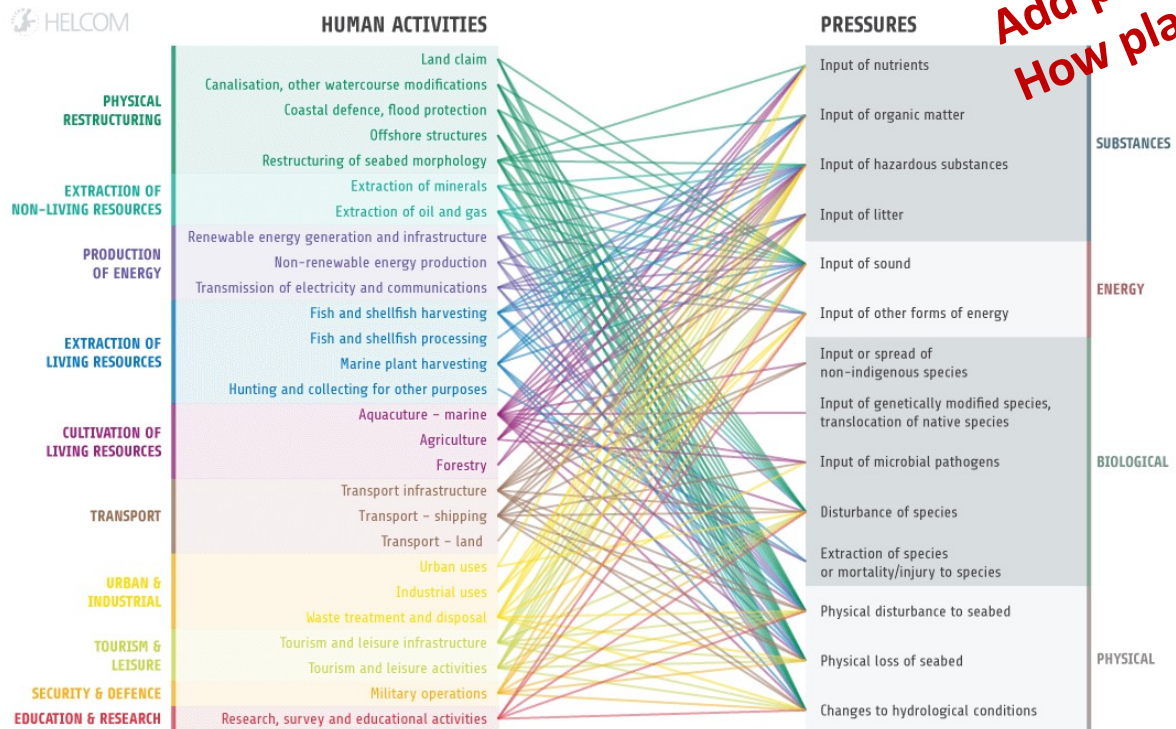 HELCOM
HUMAN ACTIVITIES
PRESSURES
Add
How
PHYSICAL
RESTRUCTURING
Land claim
Canalisation, other watercourse modifications
Coastal defence, flood protection
Offshore structures
Restructuring of seabed morphology
EXTRACTION OF
NON-LIVING RESOURCES
Extraction of minerals
Extraction of oil and gas
PRODUCTION
OF ENERGY
Renewable energy generation and infrastructure
Non-renewable energy production
Transmission of electricity and communications
EXTRACTION OF
LIVING RESOURCES
Fish and shellfish harvesting
Fish and shellfish processing
Marine plant harvesting
Hunting and collecting for other purposes
CULTIVATION OF
LIVING RESOURCES
Aquacuture – marine
Agriculture
Forestry
TRANSPORT
Transport infrastructure
Transport – shipping
Transport – land
URBAN &
INDUSTRIAL
Urban uses
Industrial uses
Waste treatment and disposal
TOURISM &
LEISURE
Tourism and leisure infrastructure
Tourism and leisure activities
SECURITY & DEFENCE
Military operations
EDUCATION & RESEARCH
Research, survey and educational activities
Input of nutrients
Input of organic matter
Input of hazardous substances
Input of litter
SUBSTANCES
Input of sound
Input of other forms of energy
ENERGY
Input or spread of
non-indigenous species
Input of genetically modified species,
translocation of native species
Input of microbial pathogens
Disturbance of species
Extraction of species
or mortality/injury to species
BIOLOGICAL
Physical disturbance to seabed
Physical loss of seabed
Changes to hydrological conditions
PHYSICAL